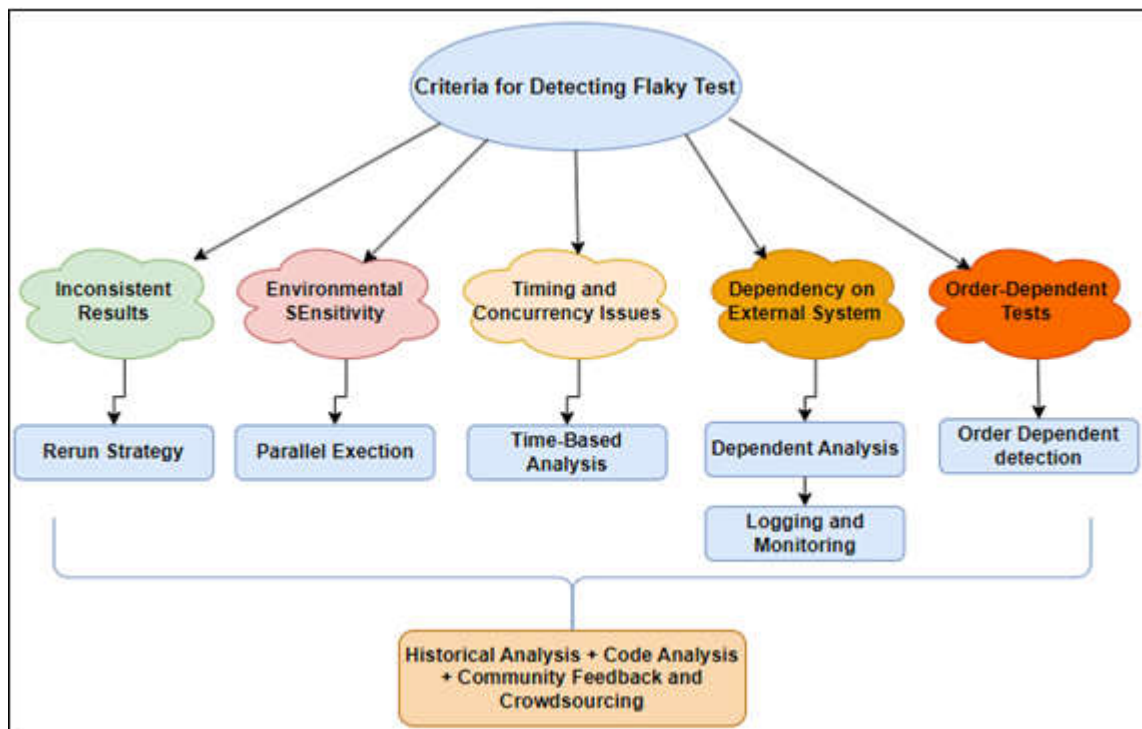 Criteria for Detecting Flaky Test
Inconsistent
Results
Environmental
SEnsitivity
Timing and
Concurrency Issues
Dependency on
External System
Order-Dependent
Tests
Rerun Strategy
Parallel Exection
Time-Based
Analysis
Dependent Analysis
Order Dependent
detection
Logging and
Monitoring
Historical Analysis + Code Analysis
+ Community Feedback and
Crowdsourcing